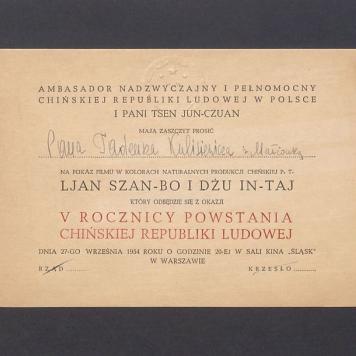 AMBASADOR NADZWYCZAJNY I PEŁNOMOCNY
CHIŃSKIEJ REPUBLIKI LUDOWEJ W POLSCE
I PANI TSEN JUN-CZUAN
MAJĄ ZASZCZYT PROSIĆ
Pana Tadeusza Kulisiewicza z Małżonką
NA POKAZ FILMU W KOLORACH NATURALNYCH PRODUKCJI CHIŃSKIEJ P. T.
LJAN SZAN-BO I DŻU IN-TAJ
KTÓRY ODBĘDZIE SIĘ Z OKAZJI
V ROCZNICY POWSTANIA
CHIŃSKIEJ REPUBLIKI LUDOWEJ
DNIA 27-GO WRZEŚNIA 1954 ROKU O GODZINIE 20-EJ W SALI KINA „ŚLĄSK"
W WARSZAWIE
RZĄD .......... KRZESŁO ..........